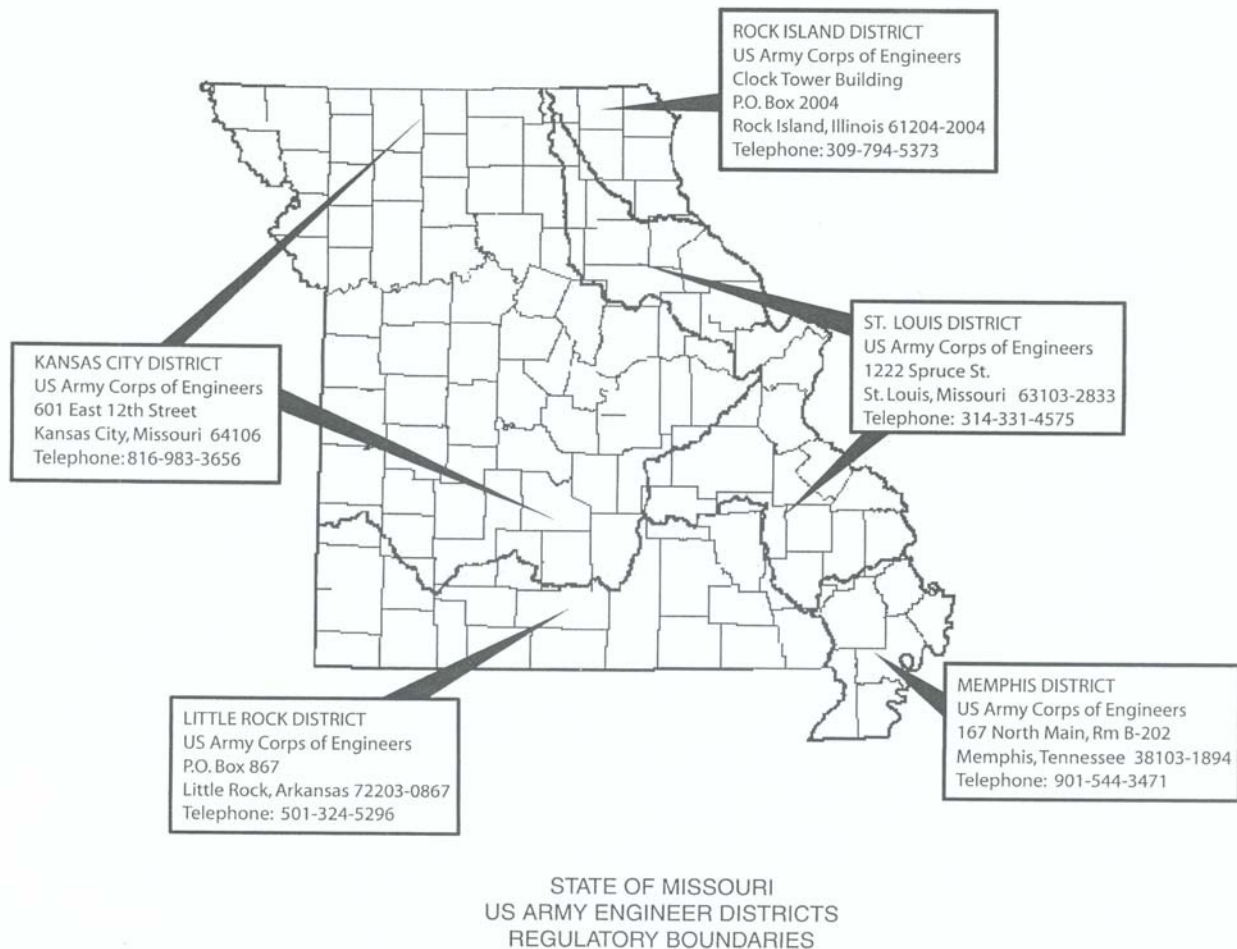 ROCK ISLAND DISTRICT
US Army Corps of Engineers
Clock Tower Building
P.O. Box 2004
Rock Island, Illinois 61204-2004
Telephone: 309-794-5373
ST. LOUIS DISTRICT
US Army Corps of Engineers
1222 Spruce St.
St. Louis, Missouri 63103-2833
Telephone: 314-331-4575
KANSAS CITY DISTRICT
US Army Corps of Engineers
601 East 12th Street
Kansas City, Missouri 64106
Telephone: 816-983-3656
MEMPHIS DISTRICT
US Army Corps of Engineers
167 North Main, Rm B-202
Memphis, Tennessee 38103-1894
Telephone: 901-544-3471
LITTLE ROCK DISTRICT
US Army Corps of Engineers
P.O. Box 867
Little Rock, Arkansas 72203-0867
Telephone: 501-324-5296
STATE OF MISSOURI
US ARMY ENGINEER DISTRICTS
REGULATORY BOUNDARIES